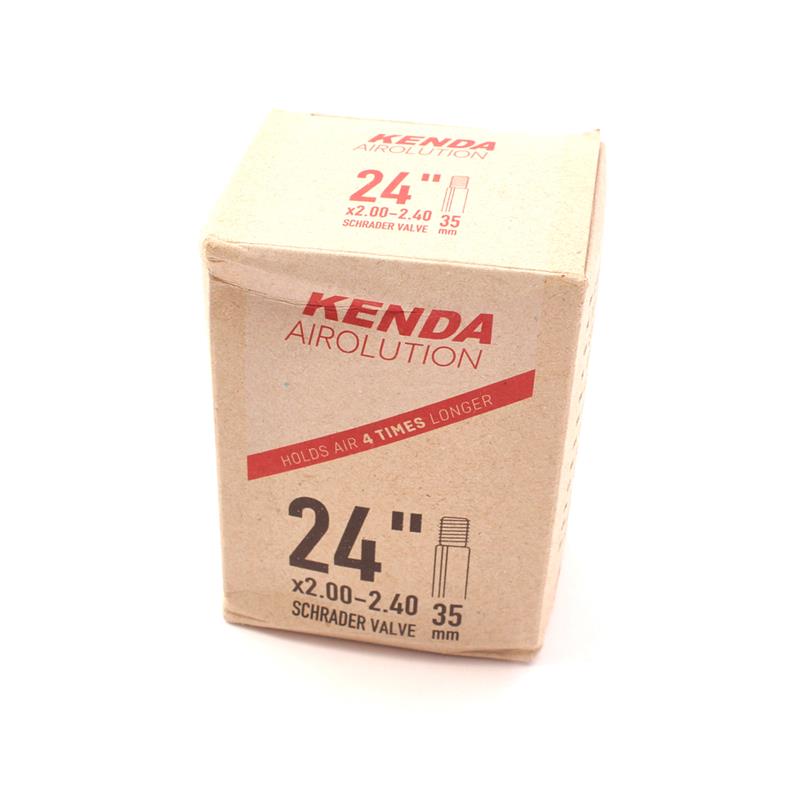 KENDA
AIROLUTION
24"
x2.00-2.40 35
SCHRADER VALVE mm
KENDA
AIROLUTION
HOLDS AIR 4 TIMES LONGER
24"
x2.00-2.40 35
SCHRADER VALVE mm